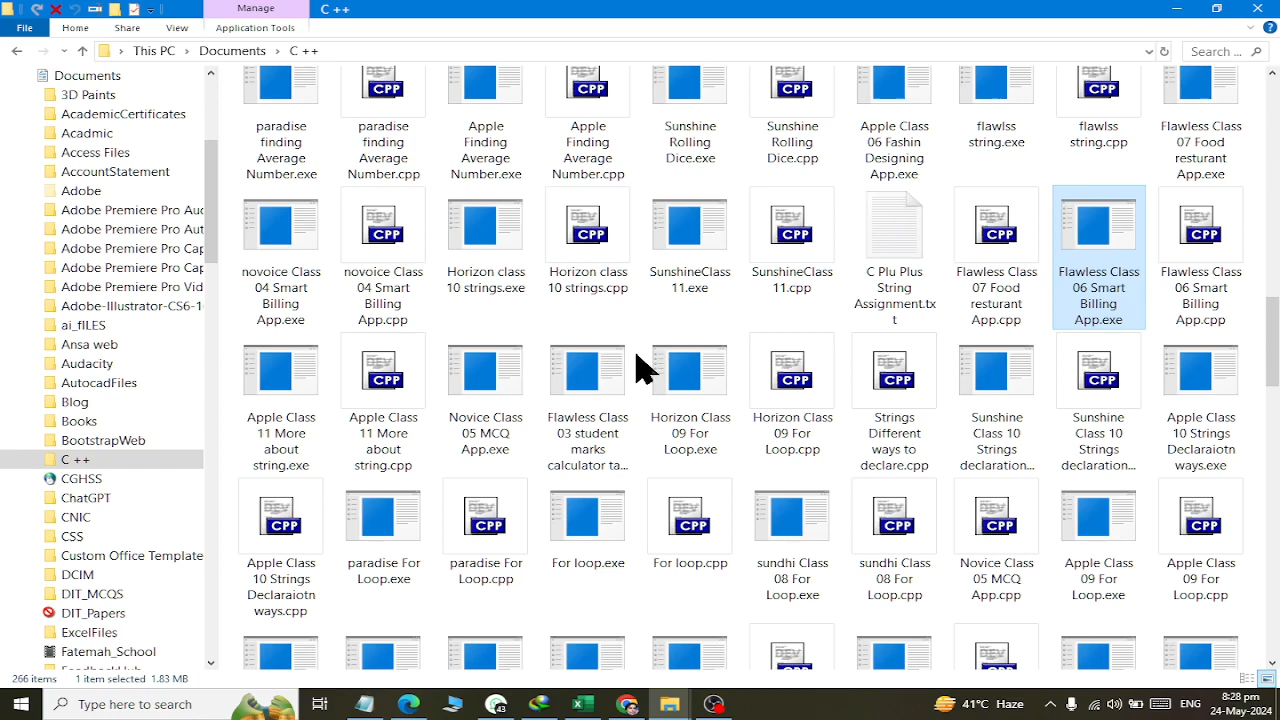 Manage
C ++
File
Home
Share
View
Application Tools
This PC
Documents
C ++
Search ...
Documents
3D Paints
AcademicCertificates
Acadmic
Access Files
AccountStatement
Adobe
Adobe Premiere Pro Aud
Adobe Premiere Pro Aut
Adobe Premiere Pro Cap
Adobe Premiere Pro Cap
Adobe Premiere Pro Vid
Adobe-Illustrator-CS6-1
ai_fILES
Ansa web
Audacity
AutocadFiles
Blog
Books
BootstrapWeb
C ++
CGHSS
ChatGPT
CNIC
CSS
Custom Office Template
DCIM
DIT_MCQS
DIT_Papers
ExcelFiles
Fatemah_School
paradise
finding
Average
Number.exe
paradise
finding
Average
Number.cpp
Apple
Finding
Average
Number.exe
Apple
Finding
Average
Number.cpp
Sunshine
Rolling
Dice.exe
Sunshine
Rolling
Dice.cpp
Apple Class
06 Fashin
Designing
App.exe
flawlss
string.exe
flawlss
string.cpp
Flawless Class
07 Food
resturant
App.exe
novoice Class
04 Smart
Billing
App.exe
novoice Class
04 Smart
Billing
App.cpp
Horizon class
10 strings.exe
Horizon class
10 strings.cpp
SunshineClass
11.exe
SunshineClass
11.cpp
C Plu Plus
String
Assignment.tx
t
Flawless Class
07 Food
resturant
App.cpp
Flawless Class
06 Smart
Billing
App.exe
Flawless Class
06 Smart
Billing
App.cpp
Apple Class
11 More
about
string.exe
Apple Class
11 More
about
string.cpp
Novice Class
05 MCQ
App.exe
Flawless Class
03 student
marks
calculator ta...
Horizon Class
09 For
Loop.exe
Horizon Class
09 For
Loop.cpp
Strings
Different
ways to
declare.cpp
Sunshine
Class 10
Strings
declaration...
Sunshine
Class 10
Strings
declaration...
Apple Class
10 Strings
Declaraiotn
ways.exe
Apple Class
10 Strings
Declaraiotn
ways.cpp
paradise For
Loop.exe
paradise For
Loop.cpp
For loop.exe
For loop.cpp
sundhi Class
08 For
Loop.exe
sundhi Class
08 For
Loop.cpp
Novice Class
05 MCQ
App.cpp
Apple Class
09 For
Loop.exe
Apple Class
09 For
Loop.cpp
266 items
1 item selected 1.83 MB
Type here to search
43
41°C Haze
ENG
8:28 pm
24-May-2024